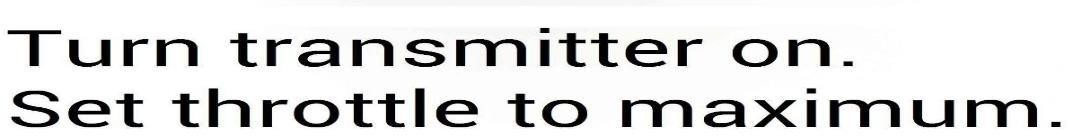 Turn transmitter on.
Set throttle to maximum.